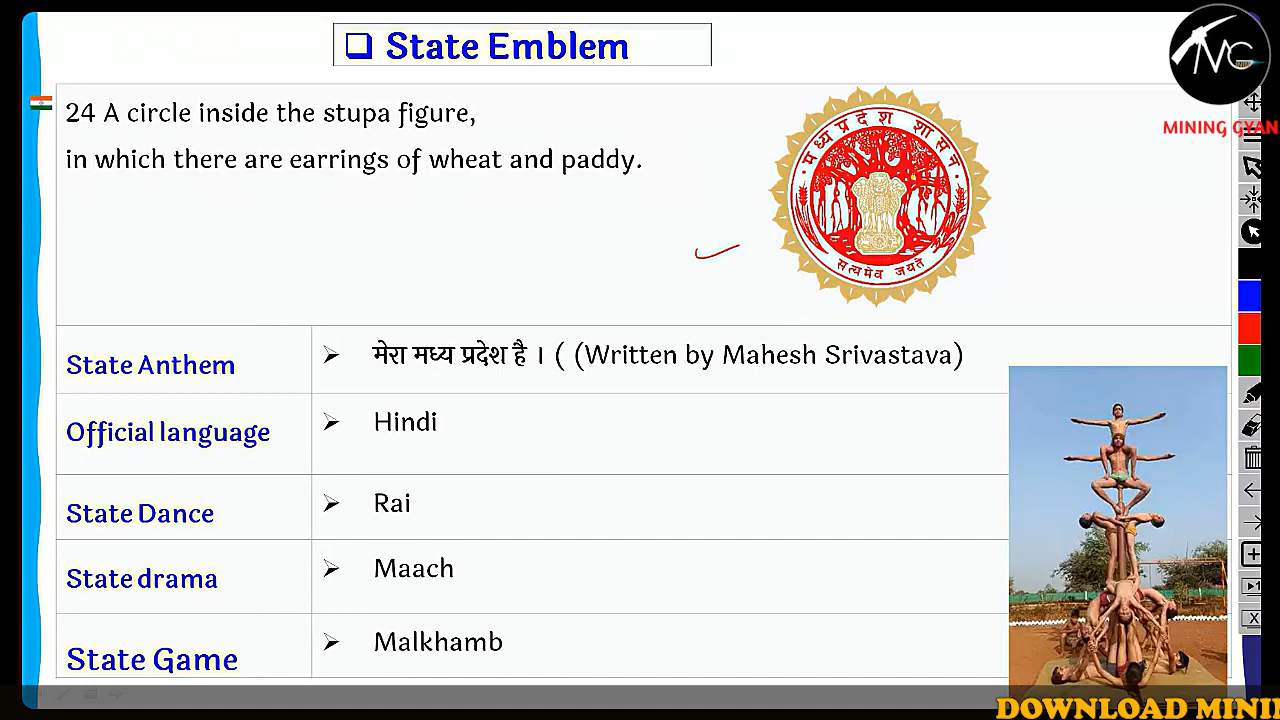 ❑ State Emblem
24 A circle inside the stupa figure,
in which there are earrings of wheat and paddy.
मध्यप्रदेश शासन
सत्यमेव जयते
State Anthem
➢ मेरा मध्य प्रदेश है । ( (Written by Mahesh Srivastava)
Official language
➢ Hindi
State Dance
➢ Rai
State drama
➢ Maach
State Game
➢ Malkhamb
MG
MINING GYAN
DOWNLOAD MINI